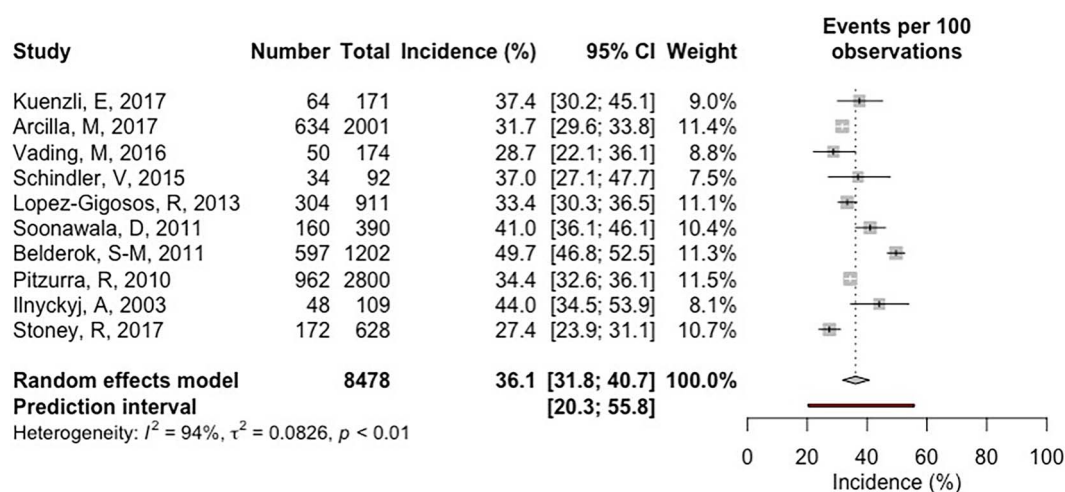 Events per 100
observations
Study Number Total Incidence (%) 95% CI Weight
Kuenzli, E, 2017 64 171 37.4 [30.2; 45.1] 9.0%
Arcilla, M, 2017 634 2001 31.7 [29.6; 33.8] 11.4%
Vading, M, 2016 50 174 28.7 [22.1; 36.1] 8.8%
Schindler, V, 2015 34 92 37.0 [27.1; 47.7] 7.5%
Lopez-Gigosos, R, 2013 304 911 33.4 [30.3; 36.5] 11.1%
Soonawala, D, 2011 160 390 41.0 [36.1; 46.1] 10.4%
Belderok, S-M, 2011 597 1202 49.7 [46.8; 52.5] 11.3%
Pitzurra, R, 2010 962 2800 34.4 [32.6; 36.1] 11.5%
Ilnyckyj, A, 2003 48 109 44.0 [34.5; 53.9] 8.1%
Stoney, R, 2017 172 628 27.4 [23.9; 31.1] 10.7%
Random effects model 8478 36.1 [31.8; 40.7] 100.0%
Prediction interval [20.3; 55.8]
Heterogeneity: I² = 94%, τ² = 0.0826, p < 0.01
0 20 40 60 80 100
Incidence (%)